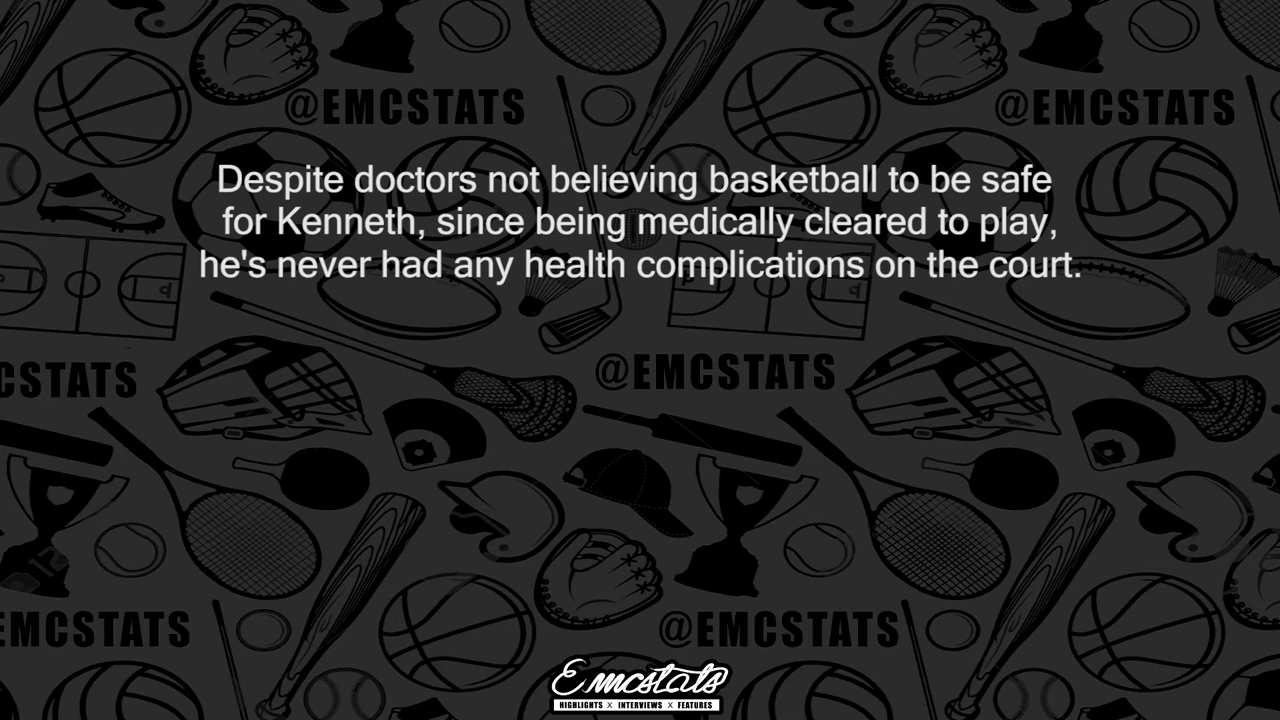 @EMCSTATS @EMCSTATS
Despite doctors not believing basketball to be safe
for Kenneth, since being medically cleared to play,
he's never had any health complications on the court.
CSTATS @EMCSTATS
EMCSTATS @EMCSTATS
Emcstats
HIGHLIGHTS X INTERVIEWS X FEATURES